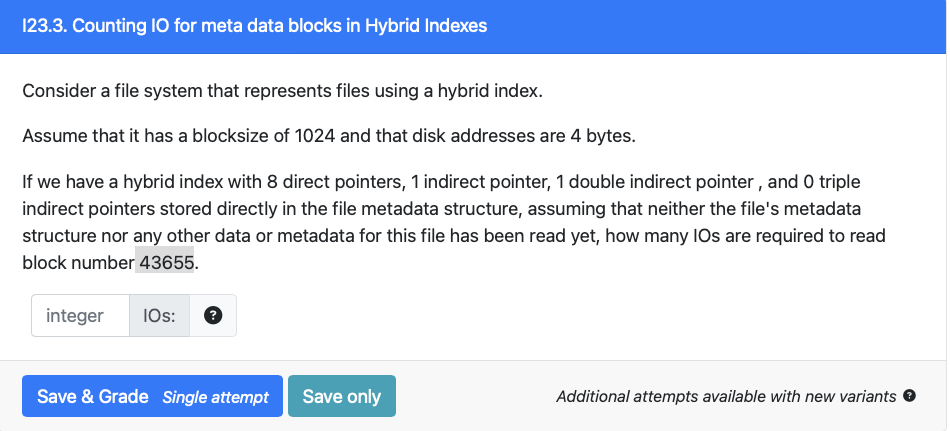 I23.3. Counting IO for meta data blocks in Hybrid Indexes
Consider a file system that represents files using a hybrid index.
Assume that it has a blocksize of 1024 and that disk addresses are 4 bytes.
If we have a hybrid index with 8 direct pointers, 1 indirect pointer, 1 double indirect pointer , and 0 triple
indirect pointers stored directly in the file metadata structure, assuming that neither the file's metadata
structure nor any other data or metadata for this file has been read yet, how many IOs are required to read
block number 43655.
integer IOs: ?
Save & Grade Single attempt Save only Additional attempts available with new variants ?